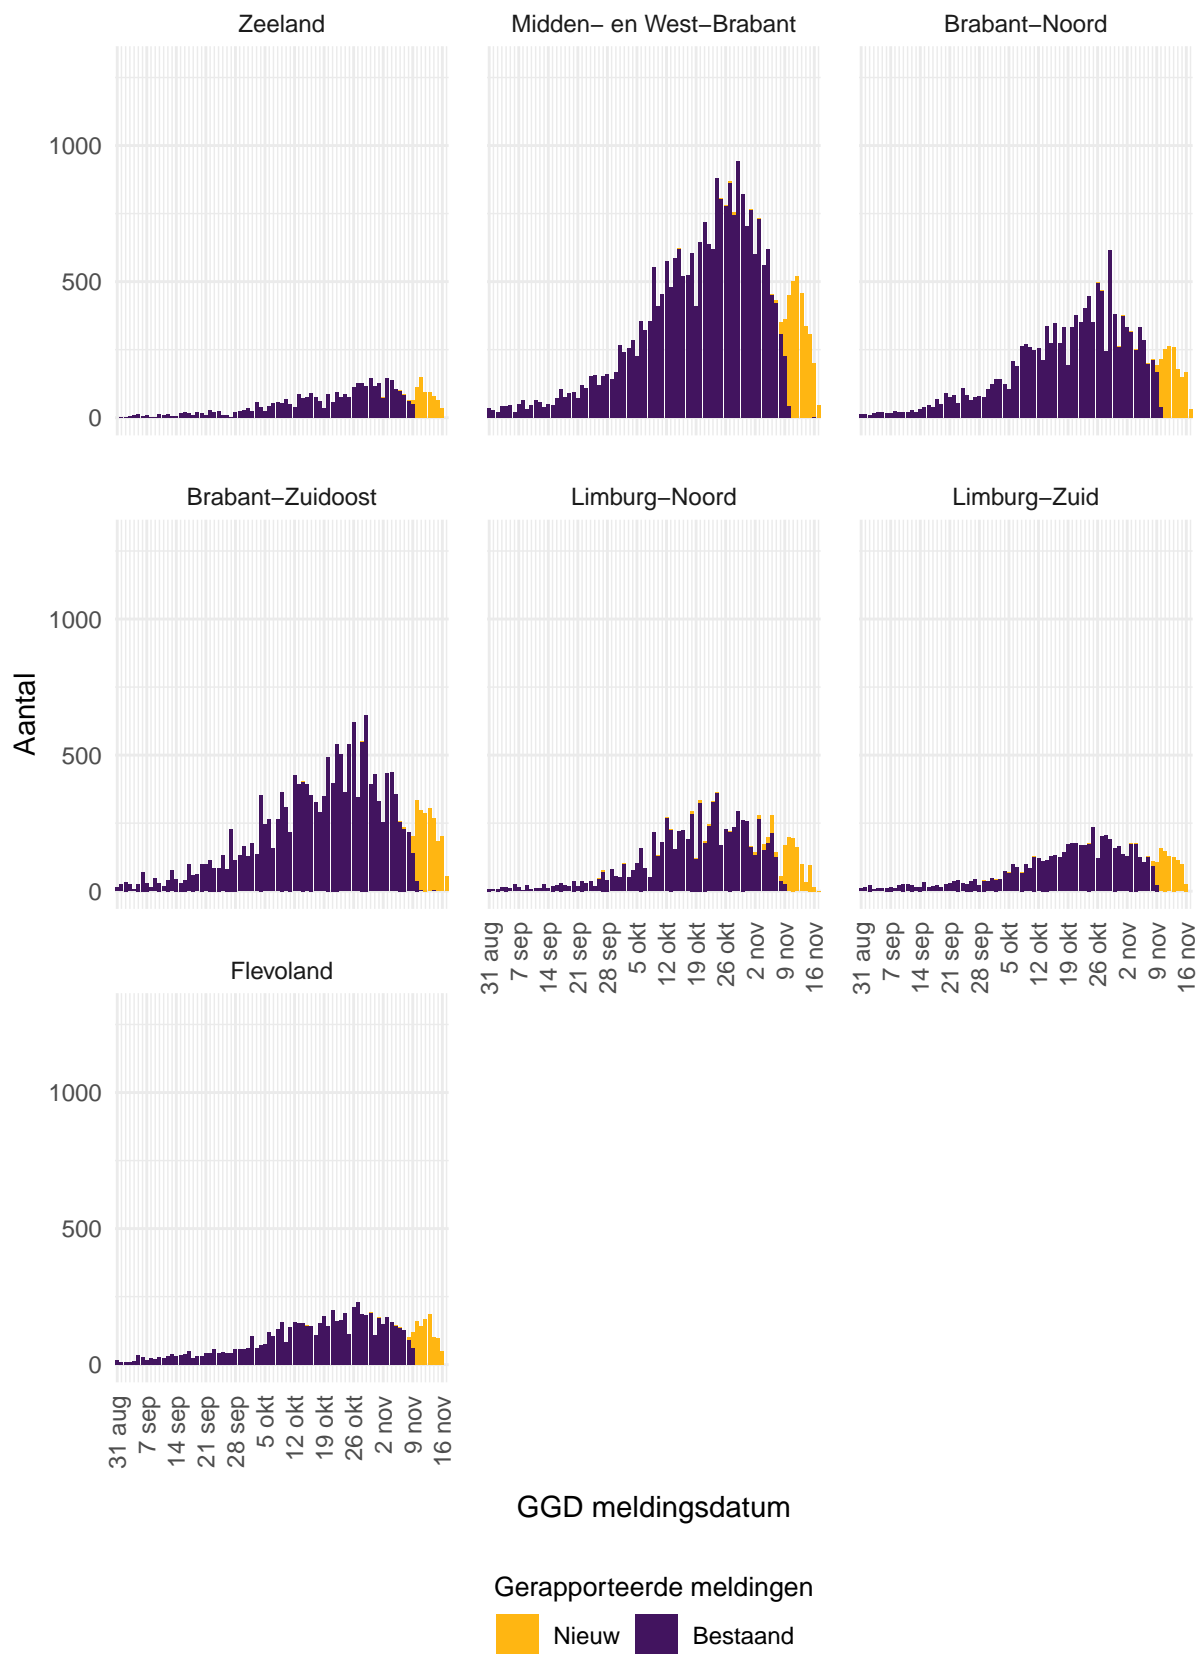 Zeeland
Midden− en West−Brabant
Brabant−Noord
1000
500
0
Brabant−Zuidoost
Limburg−Noord
Limburg−Zuid
1000
500
0
31 aug
7 sep
14 sep
21 sep
28 sep
5 okt
12 okt
19 okt
26 okt
2 nov
9 nov
16 nov
31 aug
7 sep
14 sep
21 sep
28 sep
5 okt
12 okt
19 okt
26 okt
2 nov
9 nov
16 nov
Flevoland
1000
500
0
31 aug
7 sep
14 sep
21 sep
28 sep
5 okt
12 okt
19 okt
26 okt
2 nov
9 nov
16 nov
Aantal
GGD meldingsdatum
Gerapporteerde meldingen
Nieuw
Bestaand